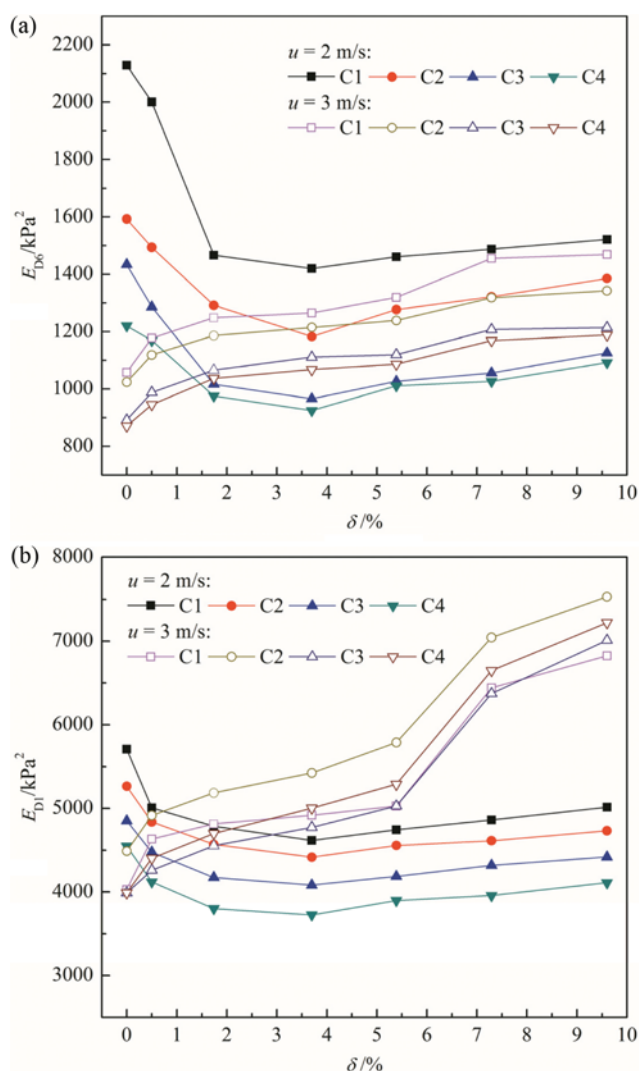 (a)
2200
2000
1800
1600
1400
1200
1000
800
E_D6/kPa²
u = 2 m/s:
C1 C2 C3 C4
u = 3 m/s:
C1 C2 C3 C4
0 1 2 3 4 5 6 7 8 9 10
δ/%
(b)
8000
7000
6000
5000
4000
3000
E_D1/kPa²
u = 2 m/s:
C1 C2 C3 C4
u = 3 m/s:
C1 C2 C3 C4
0 1 2 3 4 5 6 7 8 9 10
δ/%